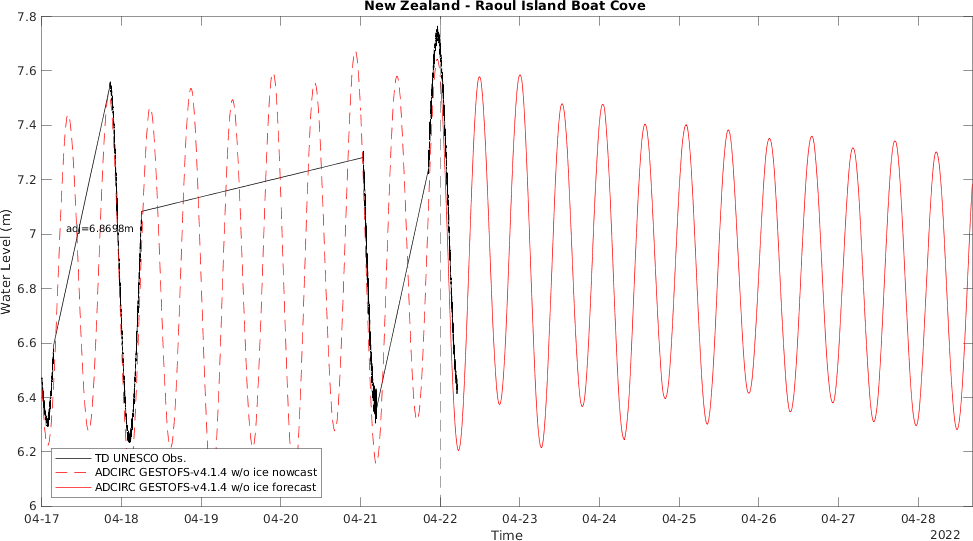 New Zealand - Raoul Island Boat Cove
7.8
7.6
7.4
7.2
7
6.8
6.6
6.4
6.2
6
Water Level (m)
adj=6.8698m
TD UNESCO Obs.
ADCIRC GESTOFS-v4.1.4 w/o ice nowcast
ADCIRC GESTOFS-v4.1.4 w/o ice forecast
04-17 04-18 04-19 04-20 04-21 04-22 04-23 04-24 04-25 04-26 04-27 04-28
Time
2022